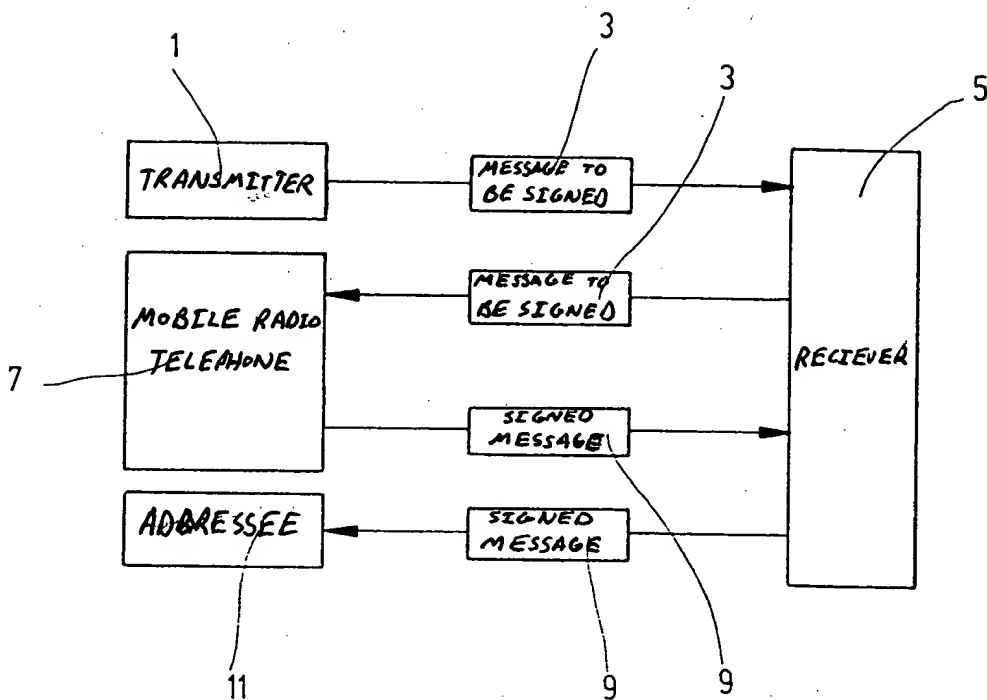 1
3
3
5
TRANSMITTER
MESSAGE TO
BE SIGNED
MESSAGE TO
BE SIGNED
MOBILE RADIO
TELEPHONE
RECIEVER
7
SIGNED
MESSAGE
ADDRESSEE
SIGNED
MESSAGE
11
9
9